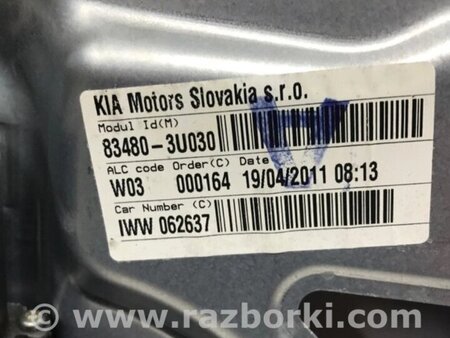 KIA Motors Slovakia s.r.o.
Modul Id(M)
83480-3U030
ALC code Order(C) Date
W03 000164 19/04/2011 08:13
Car Number (C)
IWW 062637
© www.razborki.com